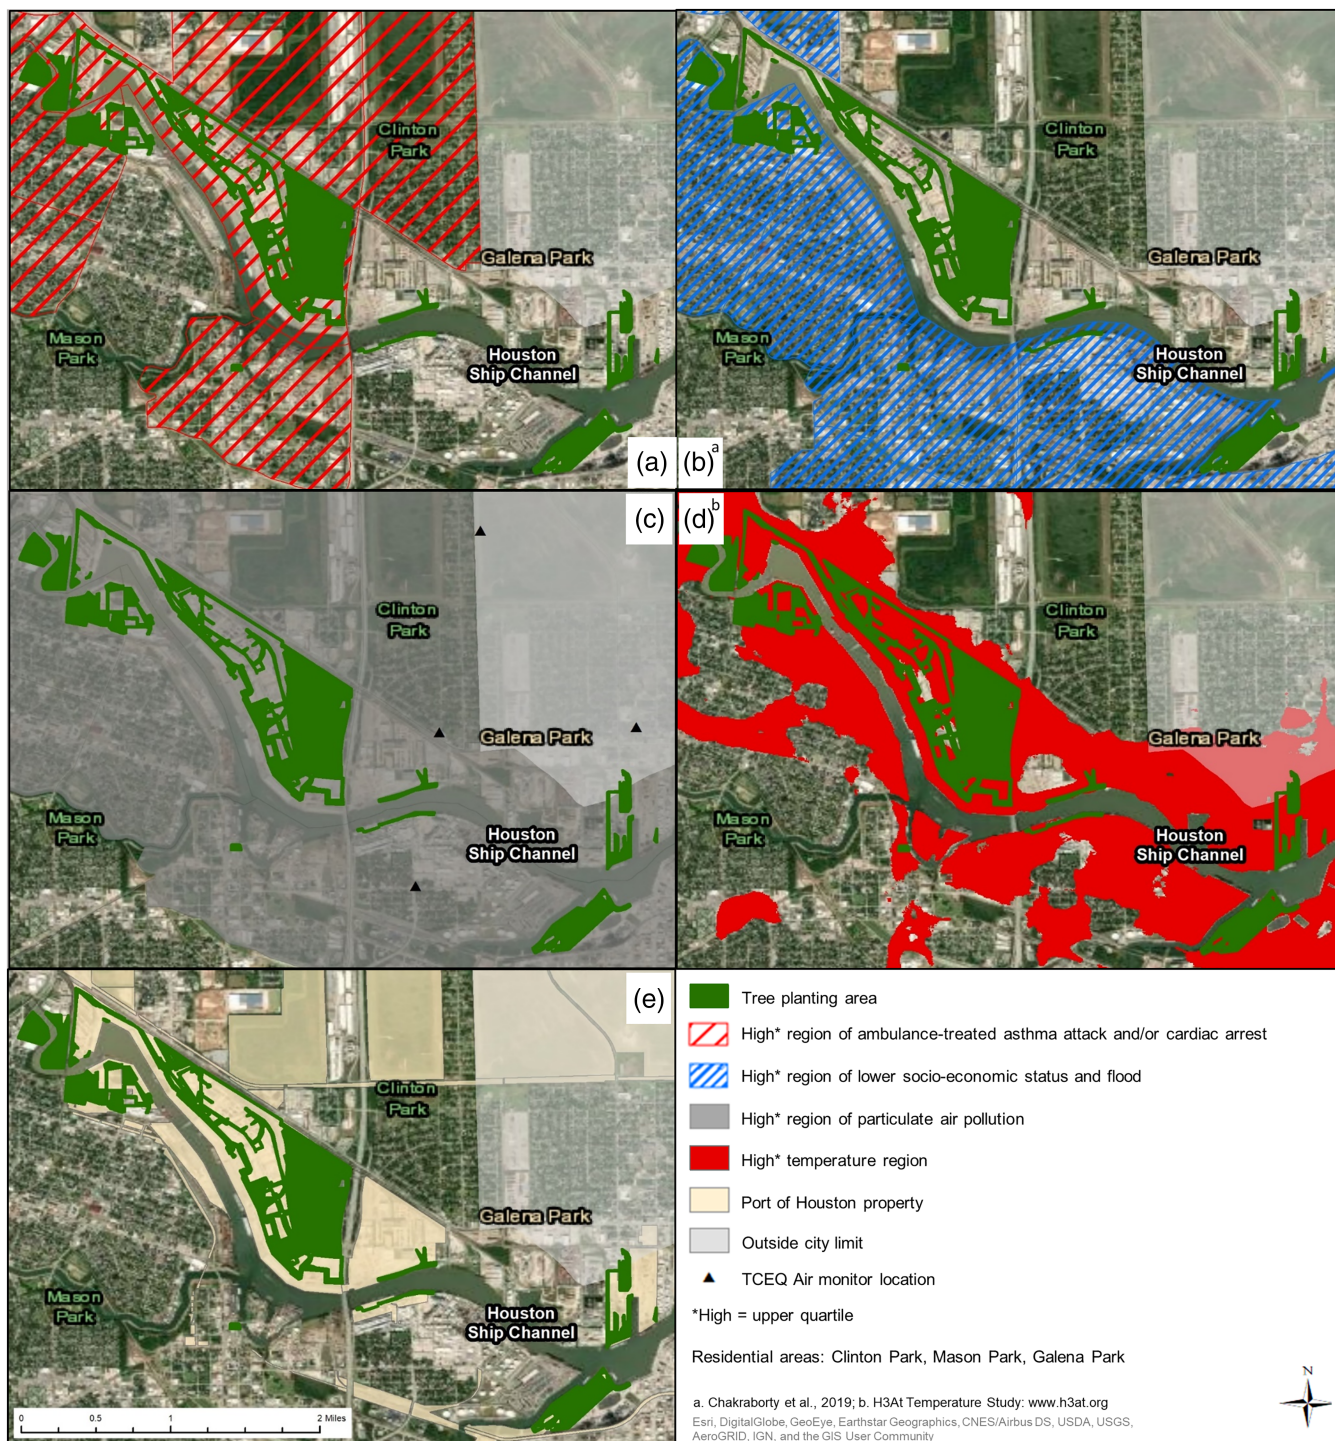 Clinton
Park
Galena Park
Mason
Park
Houston
Ship Channel
(a)
Clinton
Park
Galena Park
Mason
Park
Houston
Ship Channel
(b)a
(c)
Clinton
Park
Galena Park
Mason
Park
Houston
Ship Channel
(d)b
Clinton
Park
Galena Park
Mason
Park
Houston
Ship Channel
(e)
Clinton
Park
Galena Park
Mason
Park
Houston
Ship Channel
0 0.5 1 2 Miles
Tree planting area
High* region of ambulance-treated asthma attack and/or cardiac arrest
High* region of lower socio-economic status and flood
High* region of particulate air pollution
High* temperature region
Port of Houston property
Outside city limit
TCEQ Air monitor location
*High = upper quartile
Residential areas: Clinton Park, Mason Park, Galena Park
N
a. Chakraborty et al., 2019; b. H3At Temperature Study: www.h3at.org
Esri, DigitalGlobe, GeoEye, Earthstar Geographics, CNES/Airbus DS, USDA, USGS,
AeroGRID, IGN, and the GIS User Community